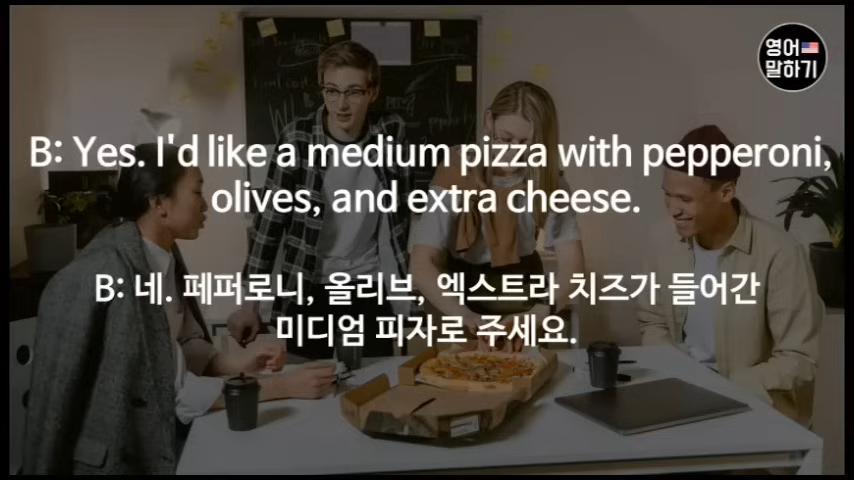 영어
말하기
B: Yes. I'd like a medium pizza with pepperoni,
olives, and extra cheese.
B: 네. 페퍼로니, 올리브, 엑스트라 치즈가 들어간
미디엄 피자로 주세요.